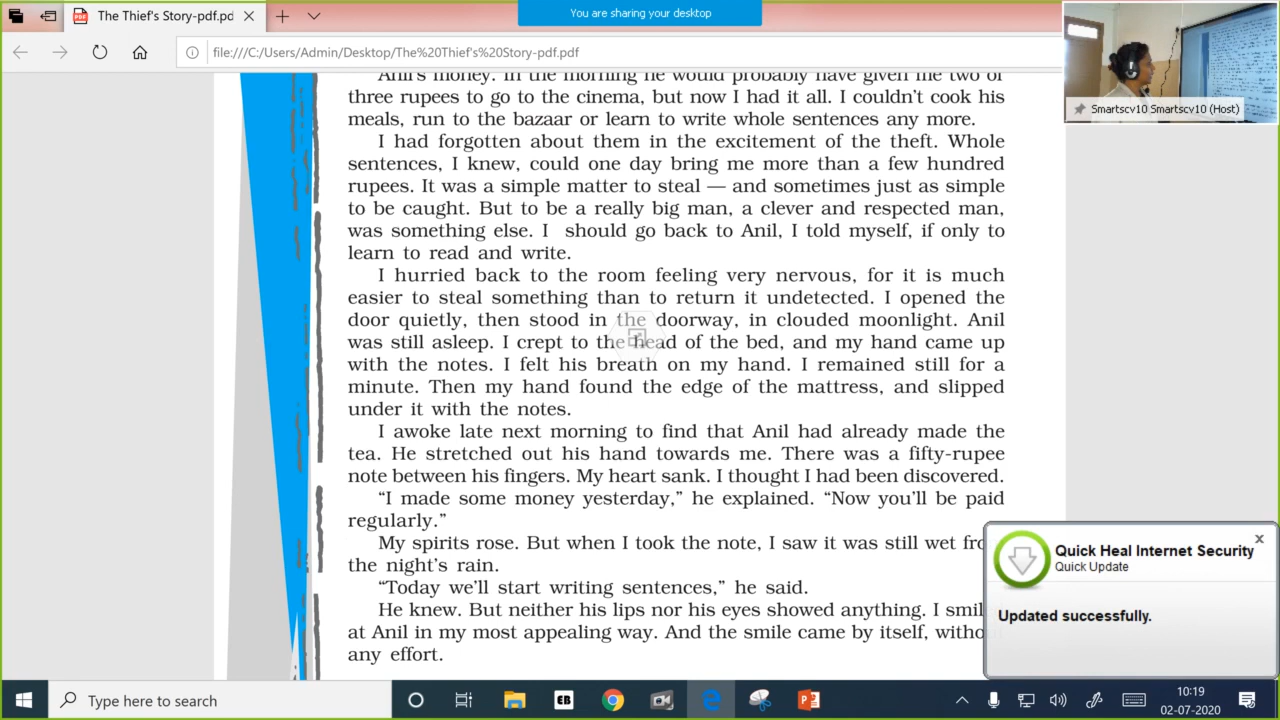 The Thief's Story-pdf.pd
You are sharing your desktop
file:///C:/Users/Admin/Desktop/The%20Thief's%20Story-pdf.pdf
Smartscv10 Smartscv10 (Host)
Anil's money. In the morning he would probably have given me two or
three rupees to go to the cinema, but now I had it all. I couldn't cook his
meals, run to the bazaar or learn to write whole sentences any more.
I had forgotten about them in the excitement of the theft. Whole
sentences, I knew, could one day bring me more than a few hundred
rupees. It was a simple matter to steal — and sometimes just as simple
to be caught. But to be a really big man, a clever and respected man,
was something else. I should go back to Anil, I told myself, if only to
learn to read and write.
I hurried back to the room feeling very nervous, for it is much
easier to steal something than to return it undetected. I opened the
door quietly, then stood in the doorway, in clouded moonlight. Anil
was still asleep. I crept to the head of the bed, and my hand came up
with the notes. I felt his breath on my hand. I remained still for a
minute. Then my hand found the edge of the mattress, and slipped
under it with the notes.
I awoke late next morning to find that Anil had already made the
tea. He stretched out his hand towards me. There was a fifty-rupee
note between his fingers. My heart sank. I thought I had been discovered.
“I made some money yesterday,” he explained. “Now you'll be paid
regularly.”
My spirits rose. But when I took the note, I saw it was still wet fro
the night's rain.
“Today we'll start writing sentences,” he said.
He knew. But neither his lips nor his eyes showed anything. I smil
at Anil in my most appealing way. And the smile came by itself, witho
any effort.
Quick Heal Internet Security
Quick Update
Updated successfully.
Type here to search
EB
10:19
02-07-2020